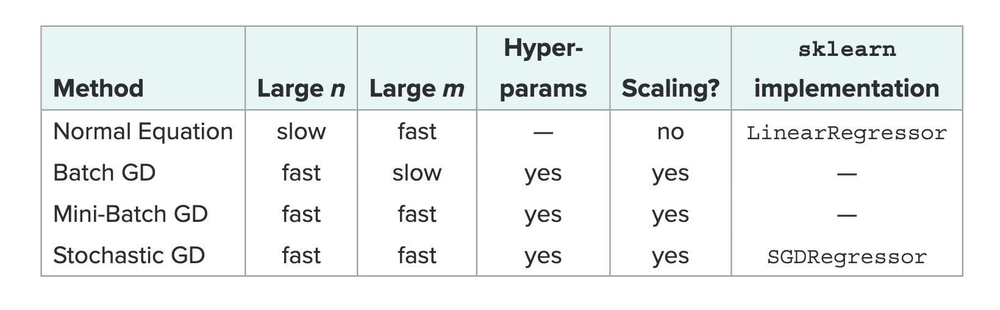 Method Large n Large m Hyper-params Scaling? sklearn implementation
Normal Equation slow fast — no LinearRegressor
Batch GD fast slow yes yes —
Mini-Batch GD fast fast yes yes —
Stochastic GD fast fast yes yes SGDRegressor